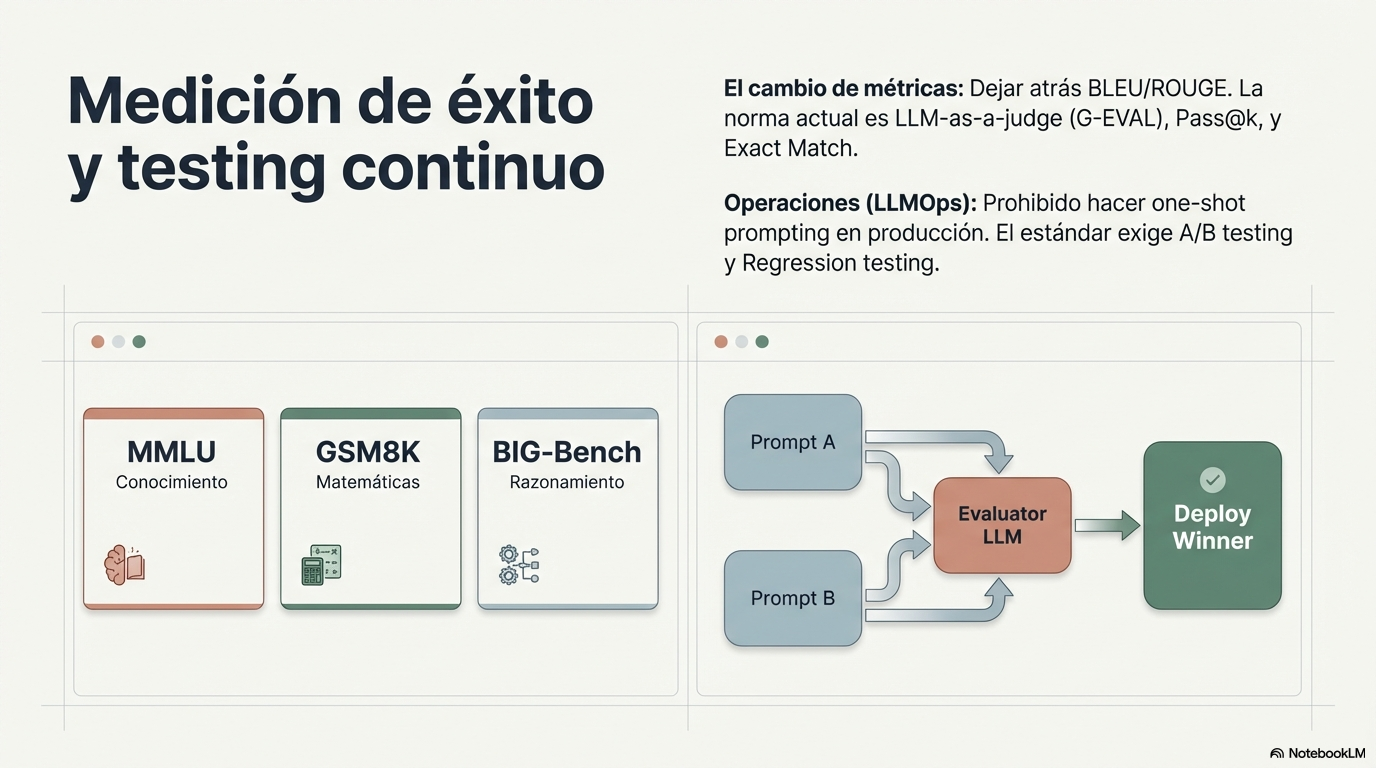 Medición de éxito
y testing continuo
El cambio de métricas: Dejar atrás BLEU/ROUGE. La
norma actual es LLM-as-a-judge (G-EVAL), Pass@k, y
Exact Match.
Operaciones (LLMOps): Prohibido hacer one-shot
prompting en producción. El estándar exige A/B testing
y Regression testing.
MMLU
Conocimiento
GSM8K
Matemáticas
BIG-Bench
Razonamiento
Prompt A
Prompt B
Evaluator
LLM
Deploy
Winner
NotebookLM